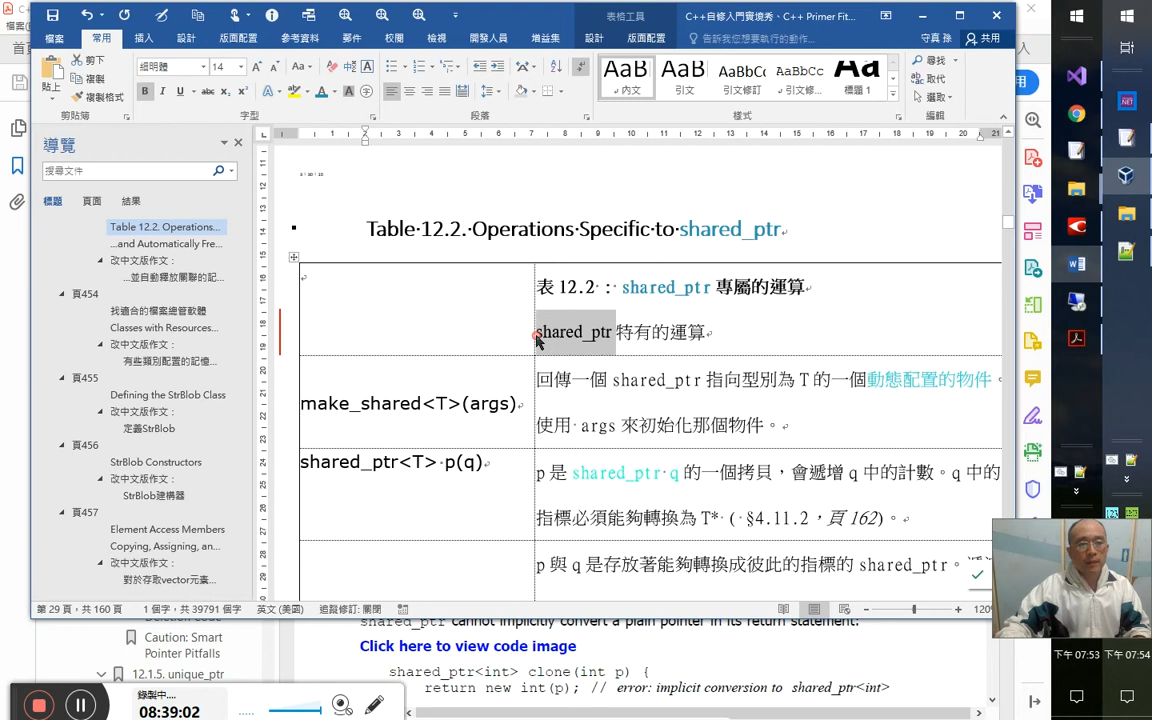 C++自修入門實境秀、C++ Primer Fit...
表格工具
守真 孫
共用
檔案
常用
插入
設計
版面配置
參考資料
郵件
校閱
檢視
開發人員
增益集
設計
版面配置
告訴我您想要執行的動作...
貼上
剪下
複製
複製格式
細明體
14
AaBb
內文
AaBb
引文
AaBbCc
引文修訂
AaBbCc
引文修...
AaBb
標題 1
尋找
取代
選取
剪貼簿
字型
段落
樣式
編輯
導覽
搜尋文件
標題
頁面
結果
Table 12.2. Operations...
...and Automatically Fre...
改中文版作文：
...並自動釋放關聯的記...
頁454
找適合的檔案總管軟體
Classes with Resources...
改中文版作文：
有些類別配置的記憶...
頁455
Defining the StrBlob Class
改中文版作文：
定義StrBlob
頁456
StrBlob Constructors
改中文版作文：
StrBlob建構器
頁457
Element Access Members
Copying, Assigning, an...
改中文版作文：
對於存取vector元素...
Table 12.2. Operations Specific to shared_ptr
表 12.2 ： shared_ptr 專屬的運算
shared_ptr 特有的運算
make_shared<T>(args)
回傳一個 shared_ptr 指向型別為 T 的一個動態配置的物件。
使用 args 來初始化那個物件。
shared_ptr<T> p(q)
p 是 shared_ptr q 的一個拷貝，會遞增 q 中的計數。q 中的
指標必須能夠轉換為 T* ( §4.11.2，頁 162)。
p 與 q 是存放著能夠轉換成彼此的指標的 shared_ptr。
第 29 頁，共 160 頁
1 個字，共 39791 個字
英文 (美國)
追蹤修訂: 關閉
120%
Caution: Smart
Pointer Pitfalls
12.1.5. unique_ptr
shared_ptr cannot implicitly convert a plain pointer in its return statement:
Click here to view code image
shared_ptr<int> clone(int p) {
return new int(p); // error: implicit conversion to shared_ptr<int>
錄製中....
08:39:02
下午 07:53
下午 07:54